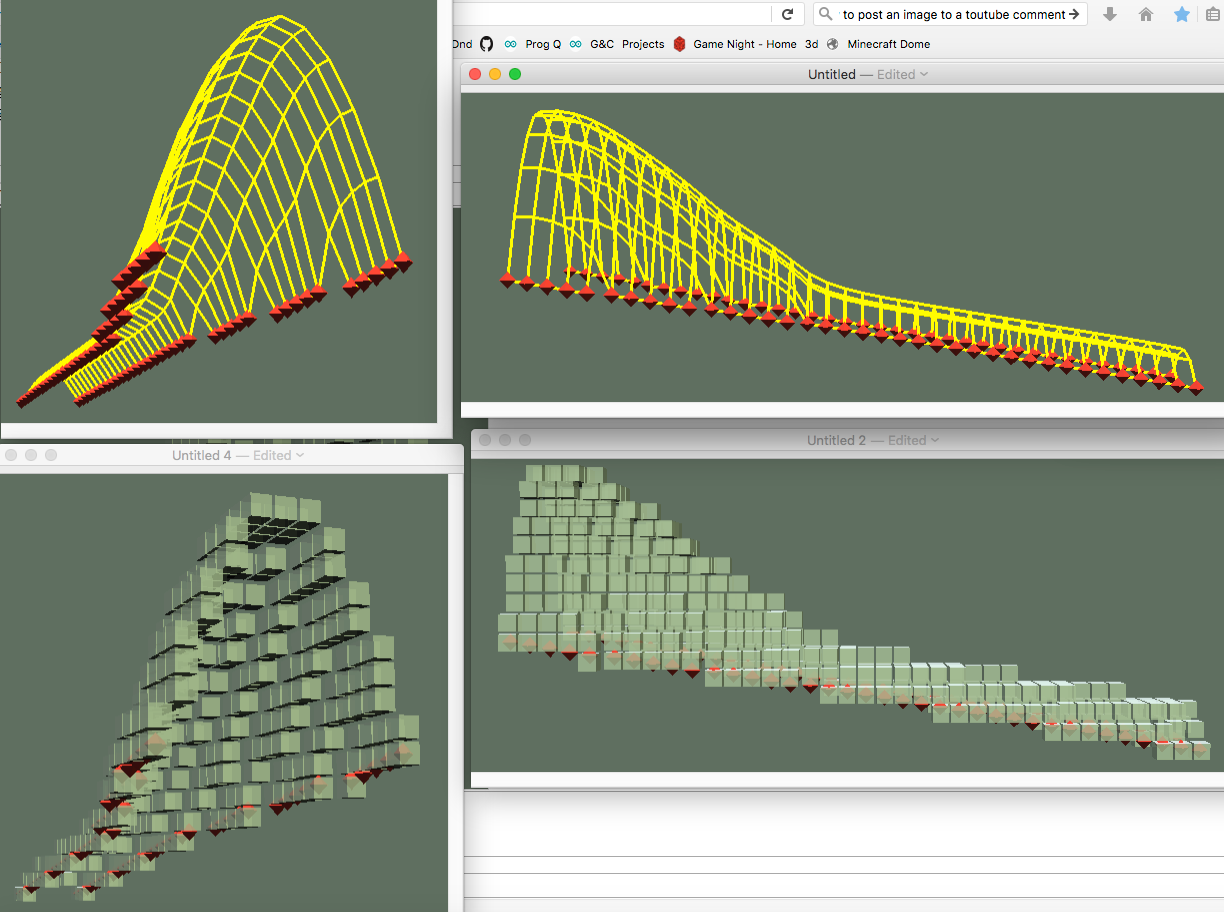 to post an image to a toutube comment
Dnd Prog Q G&C Projects Game Night - Home 3d Minecraft Dome
Untitled — Edited
Untitled 4 — Edited
Untitled 2 — Edited